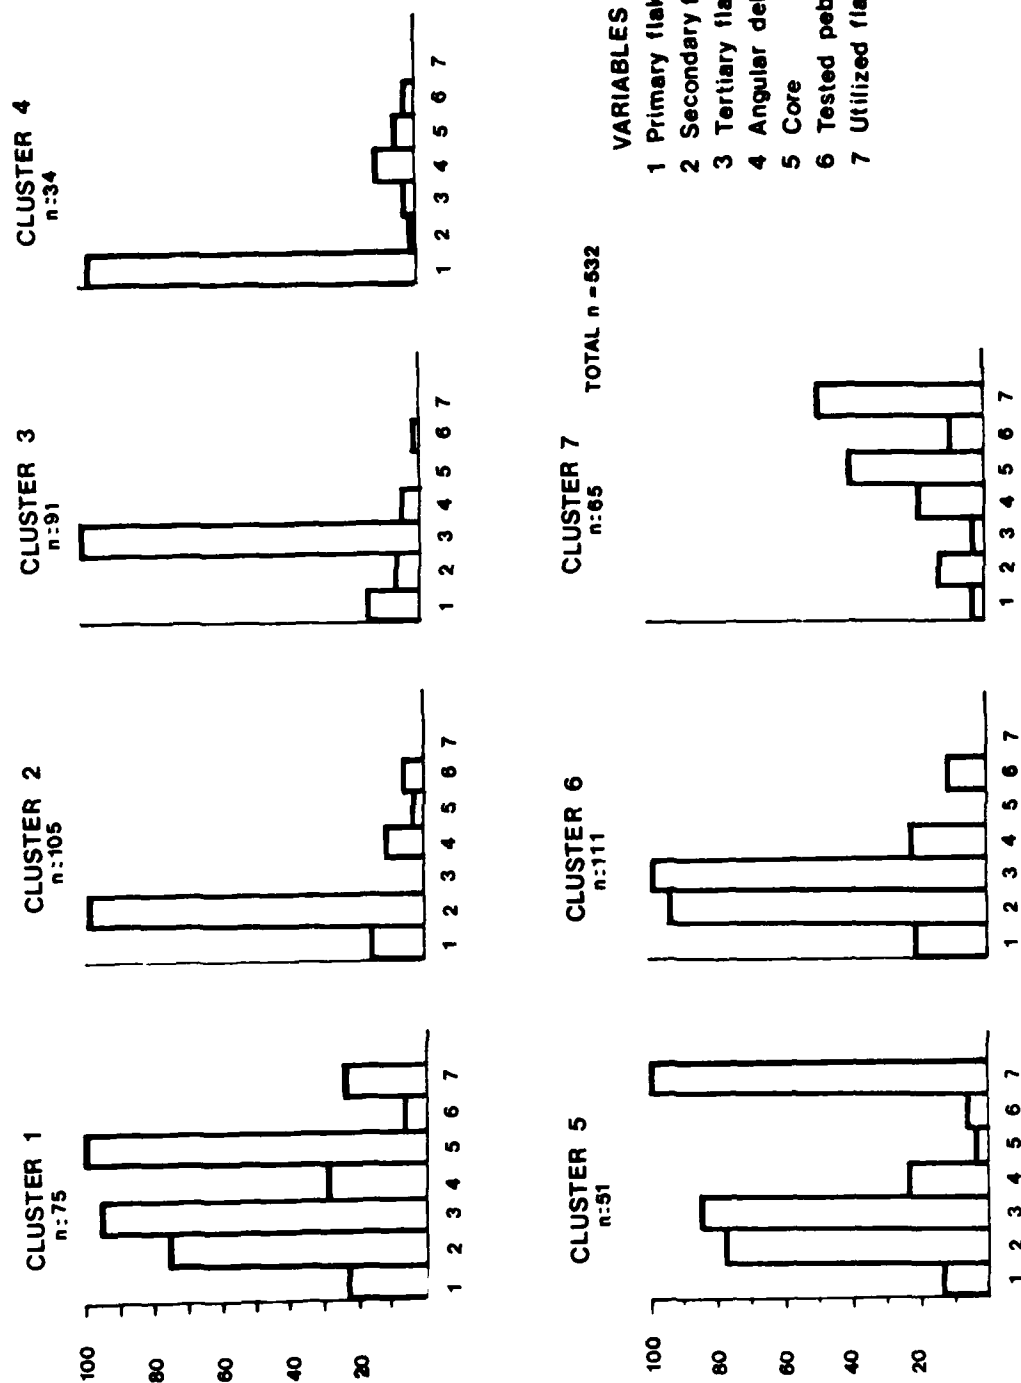 CLUSTER 1
n:75
CLUSTER 2
n:105
CLUSTER 3
n:91
CLUSTER 4
n:34
100
80
60
40
20
1 2 3 4 5 6 7
1 2 3 4 5 6 7
1 2 3 4 5 6 7
1 2 3 4 5 6 7
CLUSTER 5
n:51
CLUSTER 6
n:111
CLUSTER 7
n:65
TOTAL n=532
100
80
60
40
20
1 2 3 4 5 6 7
1 2 3 4 5 6 7
1 2 3 4 5 6 7
VARIABLES
1 Primary flak
2 Secondary f
3 Tertiary fla
4 Angular de
5 Core
6 Tested peb
7 Utilized fla